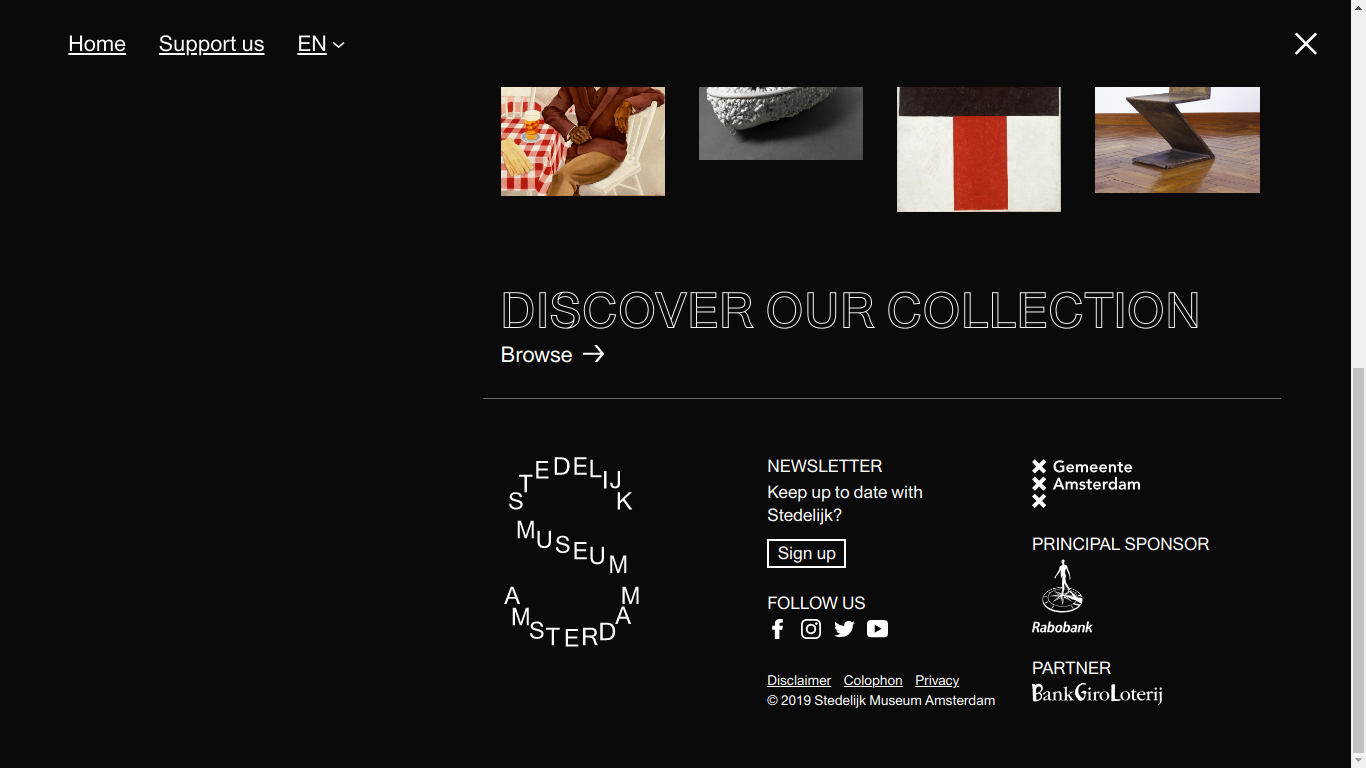 Home Support us EN
DISCOVER OUR COLLECTION
Browse
STEDELIJK
MUSEUM
AMSTERDAM
NEWSLETTER
Keep up to date with
Stedelijk?
Sign up
FOLLOW US
Disclaimer Colophon Privacy
© 2019 Stedelijk Museum Amsterdam
Gemeente
Amsterdam
PRINCIPAL SPONSOR
Rabobank
PARTNER
BankGiroLoterij